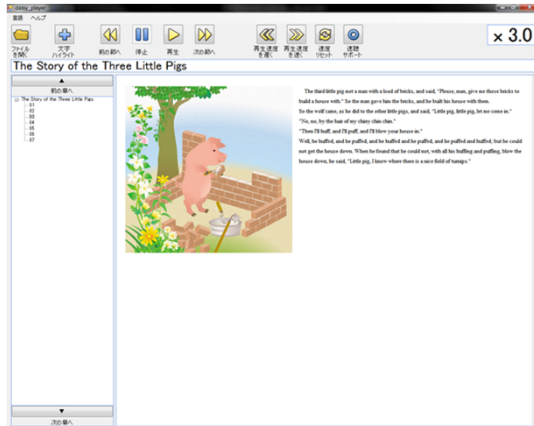 daisy_player
言語 ヘルプ
ファイルを開く
文字ハイライト
前の節へ
停止
再生
次の節へ
再生速度を遅く
再生速度を速く
速度リセット
速聴サポート
× 3.0
The Story of the Three Little Pigs
▲
前の章へ
The Story of the Three Little Pigs
01
02
03
04
05
06
07
▼
次の章へ
The third little pig met a man with a load of bricks, and said, "Please, man, give me those bricks to
build a house with." So the man gave him the bricks, and he built his house with them.
So the wolf came, as he did to the other little pigs, and said, "Little pig, little pig, let me come in."
"No, no, by the hair of my chiny chin chin."
"Then I'll huff, and I'll puff, and I'll blow your house in."
Well, he huffed, and he puffed, and he huffed and he puffed, and he puffed and huffed; but he could
not get the house down. When he found that he could not, with all his huffing and puffing, blow the
house down, he said, "Little pig, I know where there is a nice field of turnips."